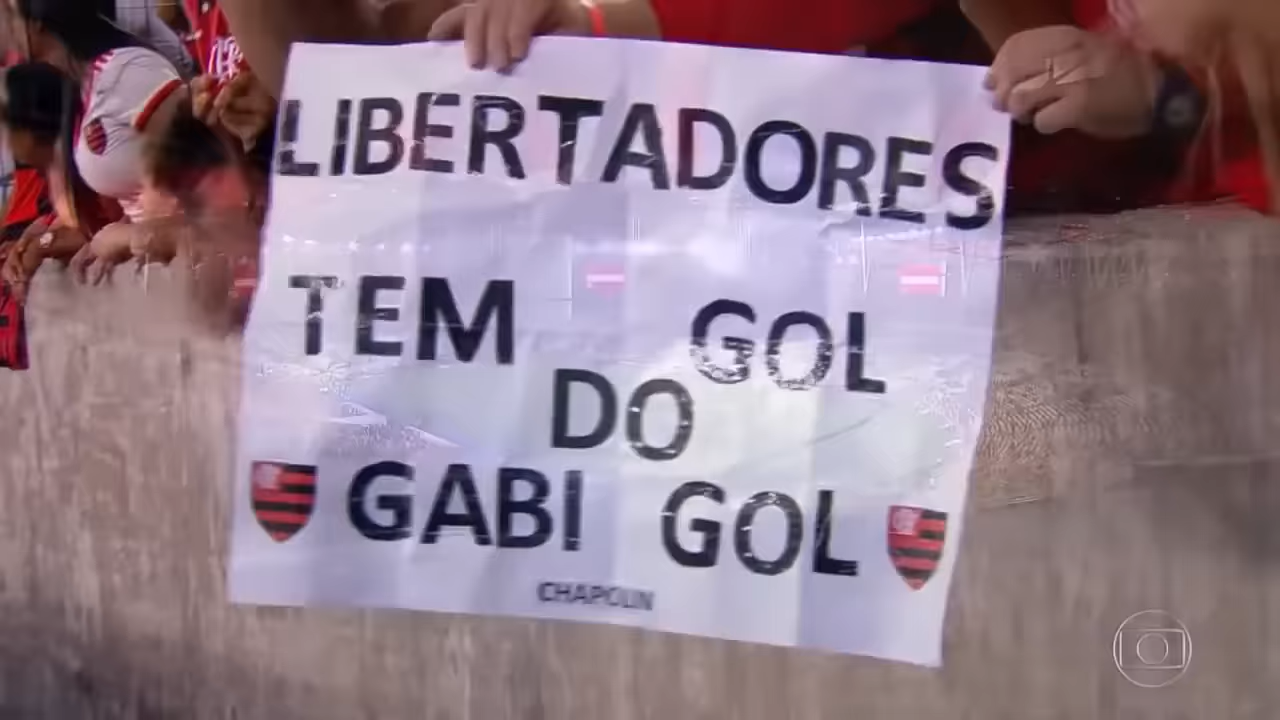 LIBERTADORES
TEM GOL
DO
GABI GOL
CHAPOLIN